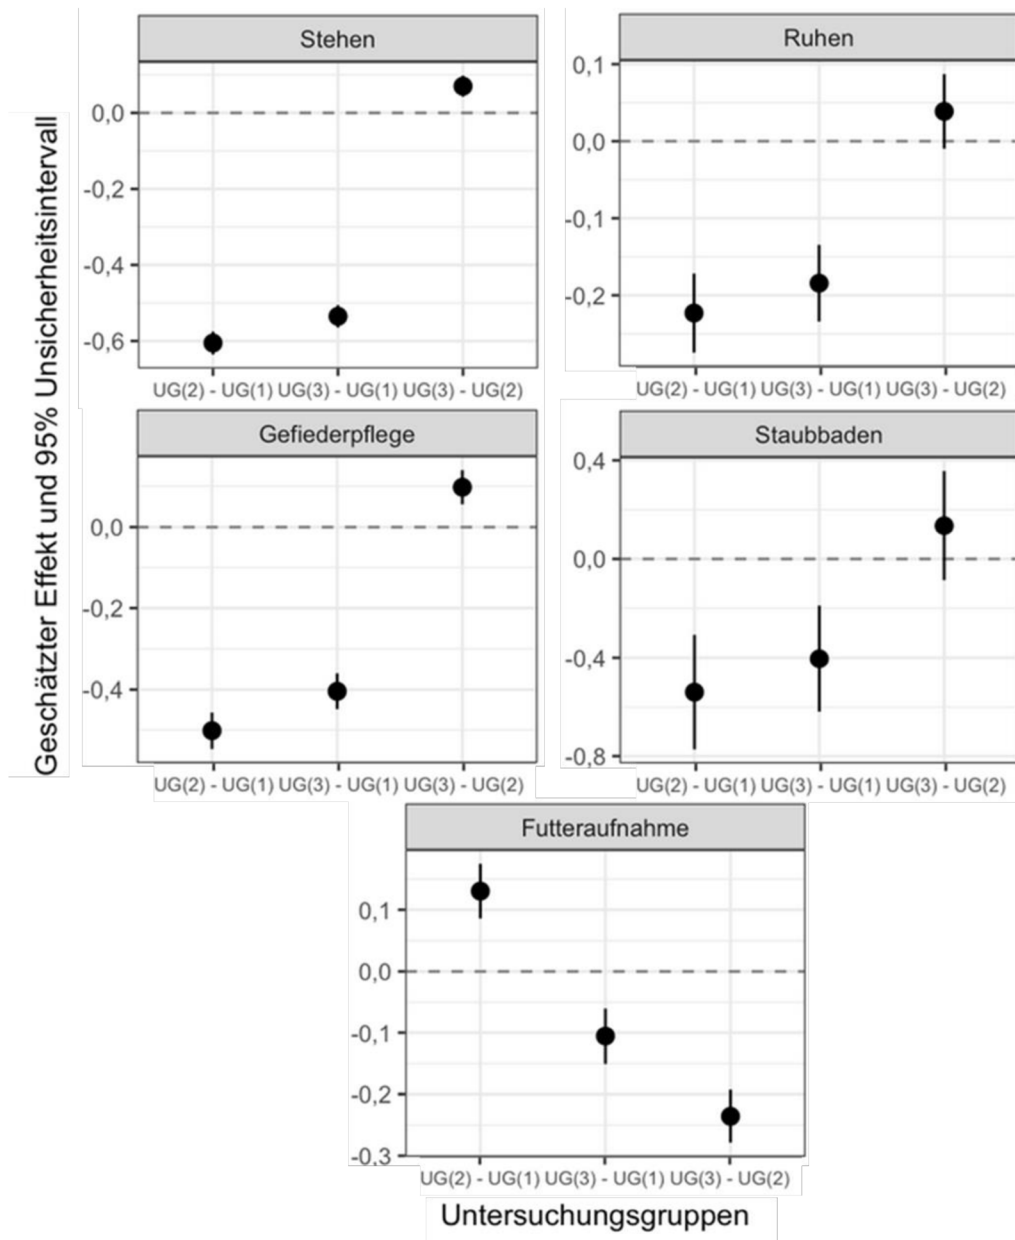 Geschätzter Effekt und 95% Unsicherheitsintervall
Stehen
0,0
-0,2
-0,4
-0,6
UG(2) - UG(1) UG(3) - UG(1) UG(3) - UG(2)
Ruhen
0,1
0,0
-0,1
-0,2
UG(2) - UG(1) UG(3) - UG(1) UG(3) - UG(2)
Gefiederpflege
0,0
-0,2
-0,4
UG(2) - UG(1) UG(3) - UG(1) UG(3) - UG(2)
Staubbaden
0,4
0,0
-0,4
-0,8
UG(2) - UG(1) UG(3) - UG(1) UG(3) - UG(2)
Futteraufnahme
0,1
0,0
-0,1
-0,2
-0,3
UG(2) - UG(1) UG(3) - UG(1) UG(3) - UG(2)
Untersuchungsgruppen